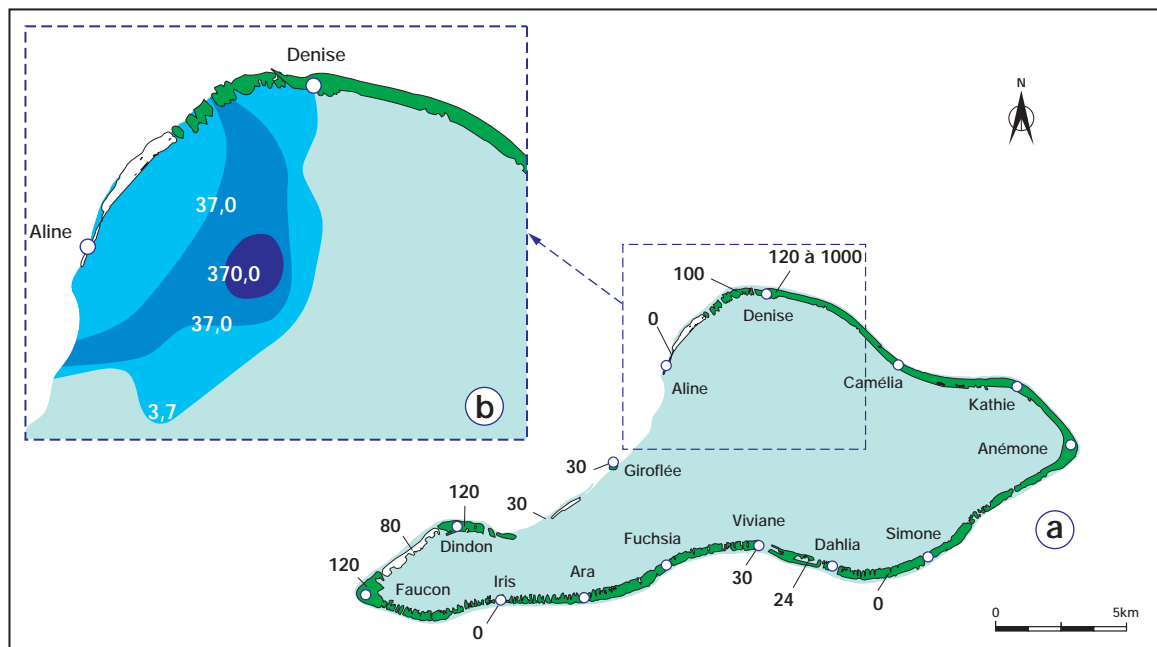 Denise
Aline
37,0
370,0
37,0
3,7
b
N
120 à 1000
100
Denise
0
Aline
Camélia
Kathie
Anémone
30
Giroflée
120
30
Dindon
80
Viviane
Simone
a
Fuchsia
Dahlia
120
Faucon
Iris
Ara
30
24
0
0
0
5km